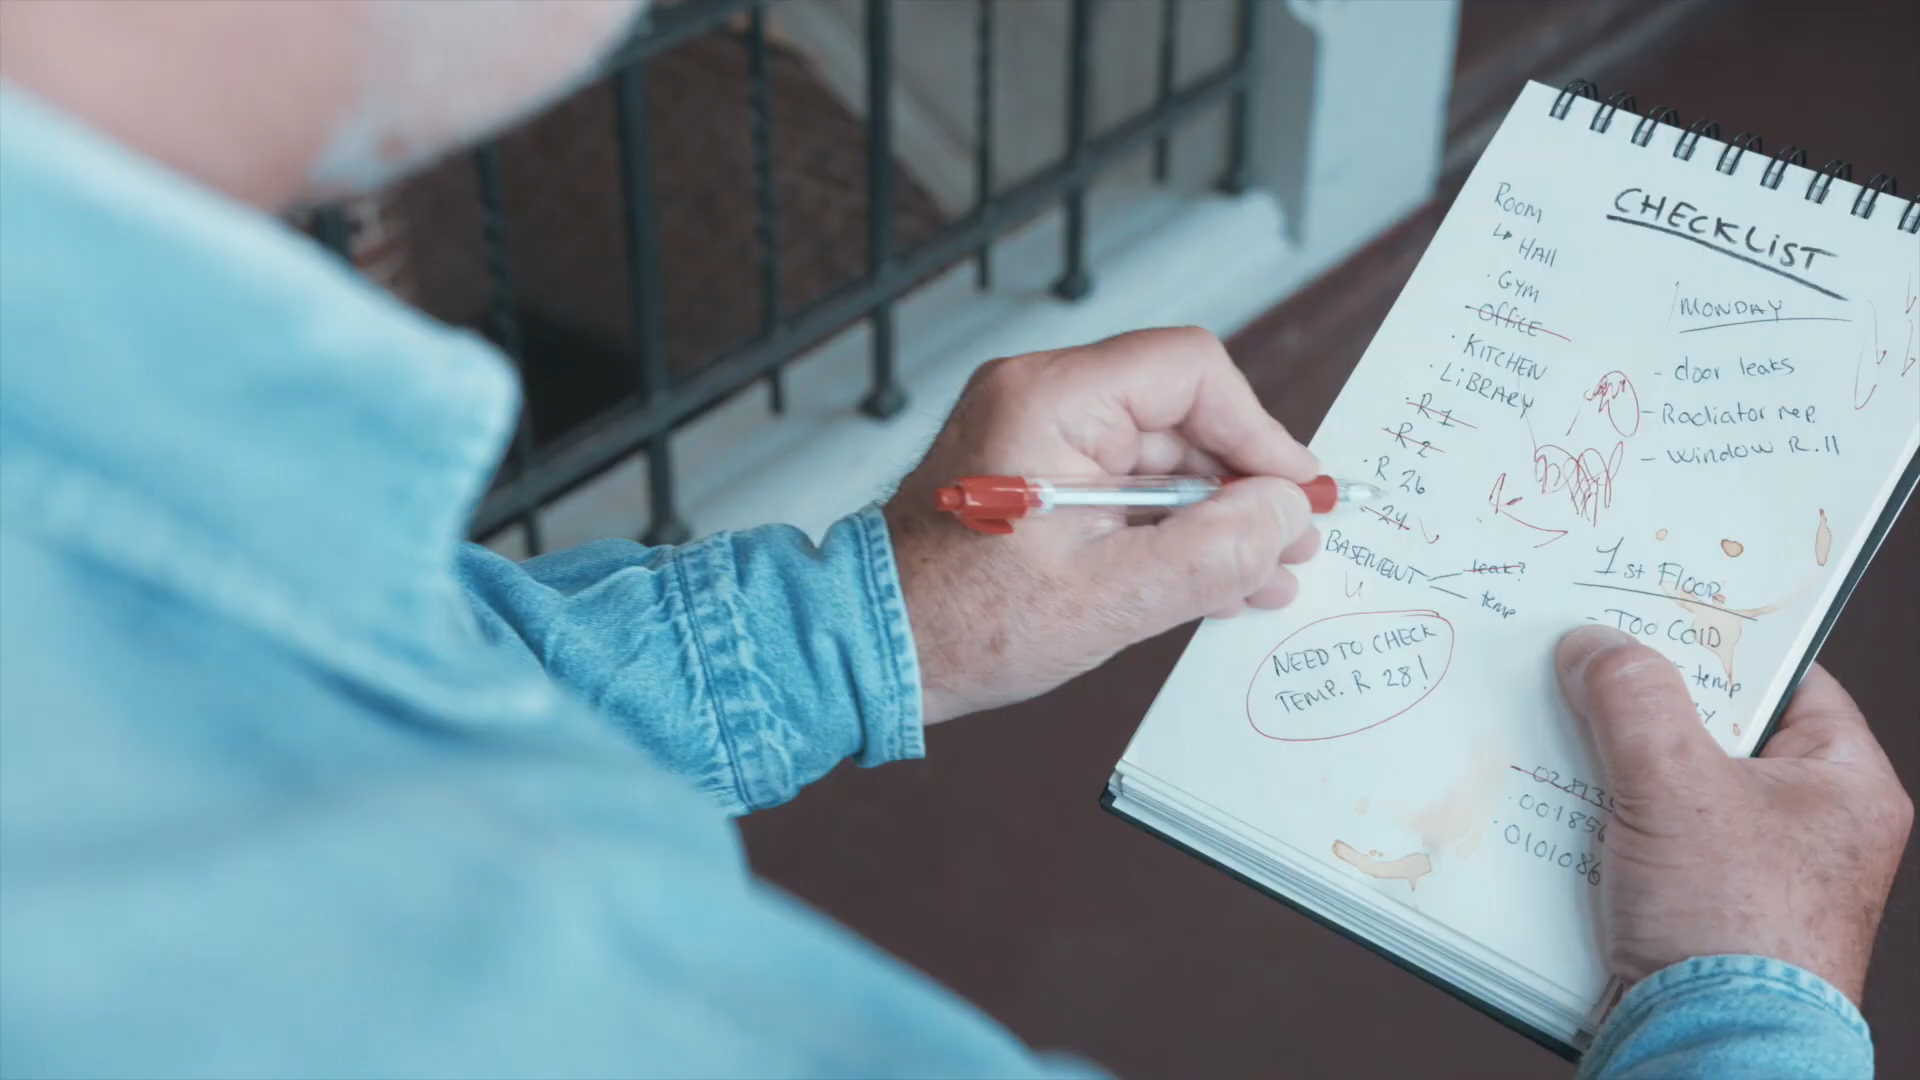 CHECKLIST
ROOM
↳ HAll
· GYM
Office
· KITCHEN
· LiBRARY
· R 1
· R 2
· R 26
· 24
BASEMENT
leak?
temp
NEED TO CHECK
TEMP. R 28!
MONDAY
- door leaks
- Radiator rep
- Window R.11
1st FlooR
- TOO COlD
temp
· 001856
· 0101086